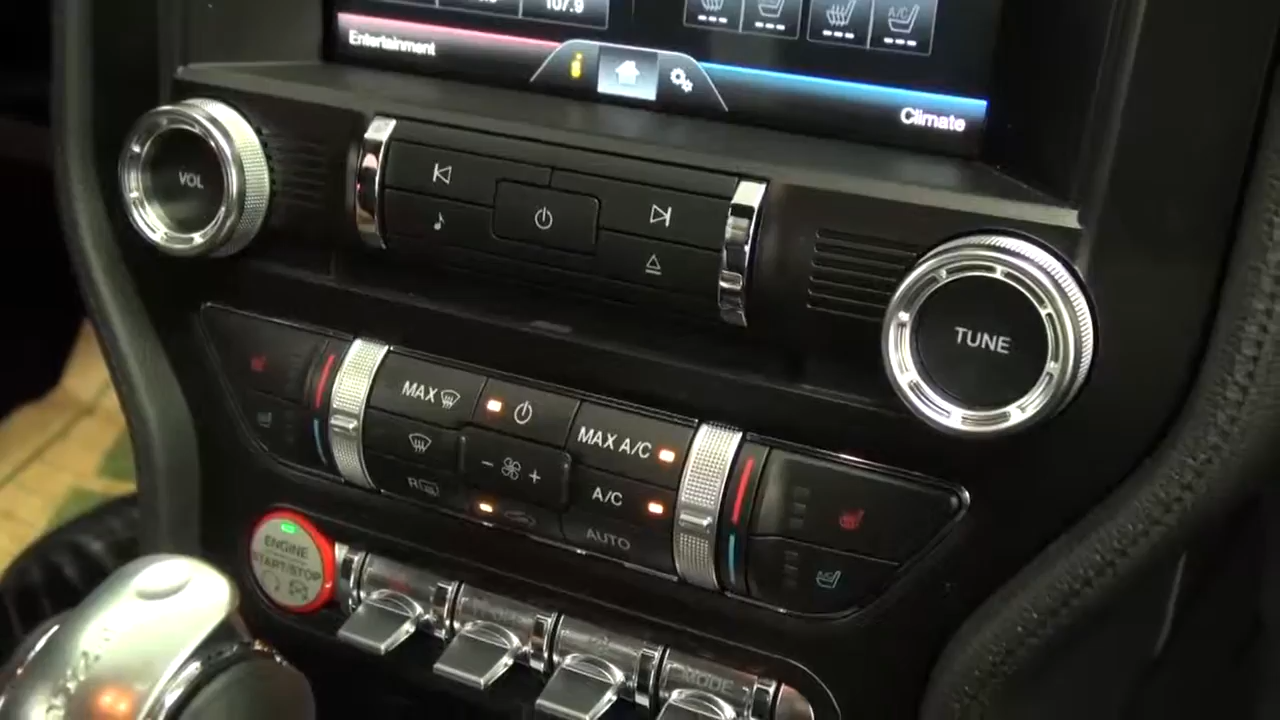 107.9
Entertainment
A/C
Climate
VOL
TUNE
MAX
MAX A/C
A/C
R
AUTO
ENGINE
START/STOP
MODE